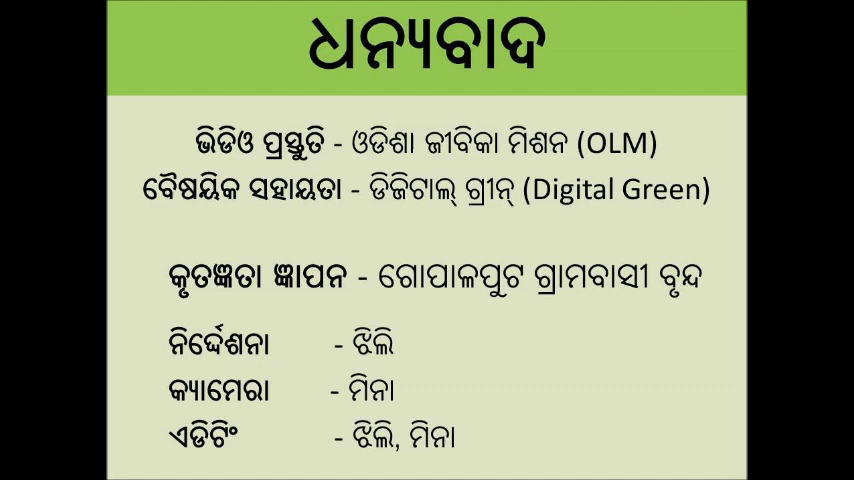 ଧନ୍ୟବାଦ
ଭିଡିଓ ପ୍ରସ୍ତୁତି - ଓଡିଶା ଜୀବିକା ମିଶନ (OLM)
ବୈଷୟିକ ସହାୟତା - ଡିଜିଟାଲ୍ ଗ୍ରୀନ୍ (Digital Green)
କୃତଜ୍ଞତା ଜ୍ଞାପନ - ଗୋପାଳପୁଟ ଗ୍ରାମବାସୀ ବୃନ୍ଦ
ନିର୍ଦ୍ଦେଶନା - ଝିଲି
କ୍ୟାମେରା - ମିନା
ଏଡିଟିଂ - ଝିଲି, ମିନା